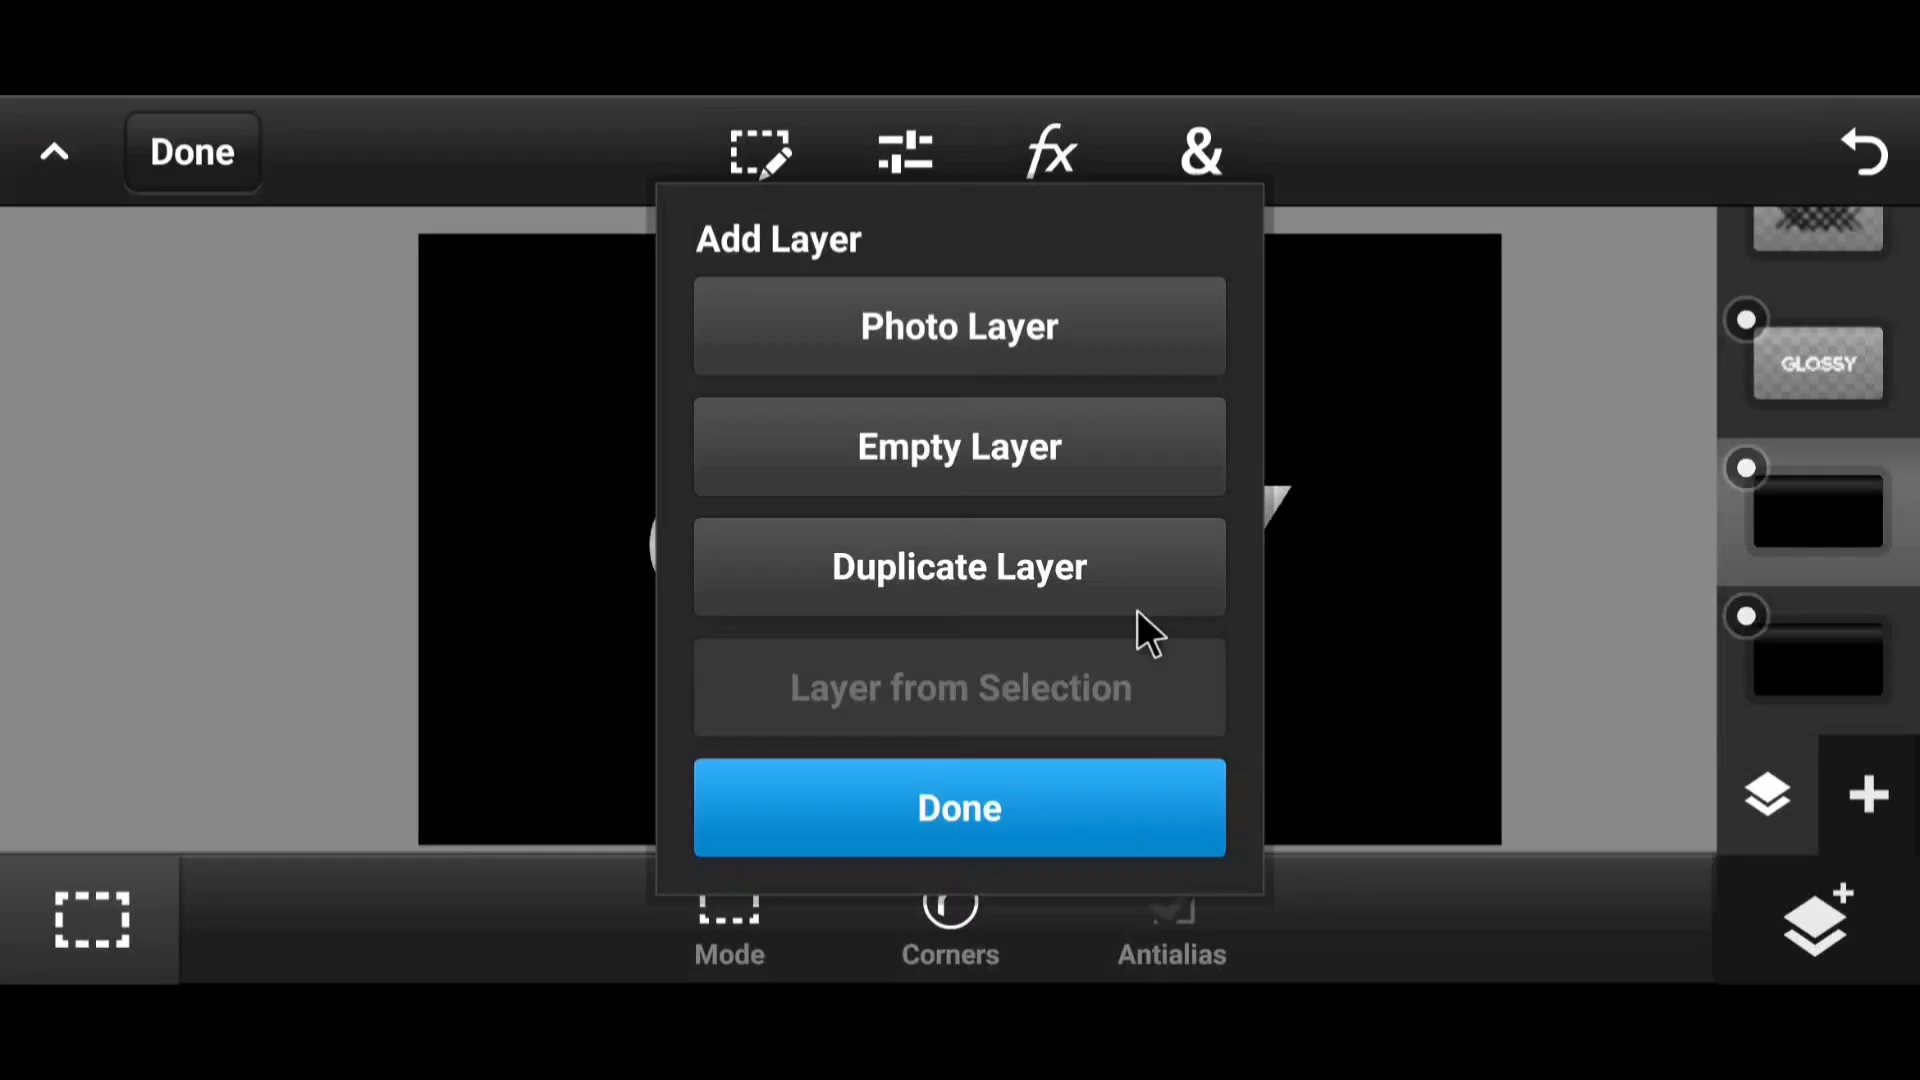 Done
Add Layer
Photo Layer
GLOSSY
Empty Layer
Duplicate Layer
Layer from Selection
Done
Mode
Corners
Antialias